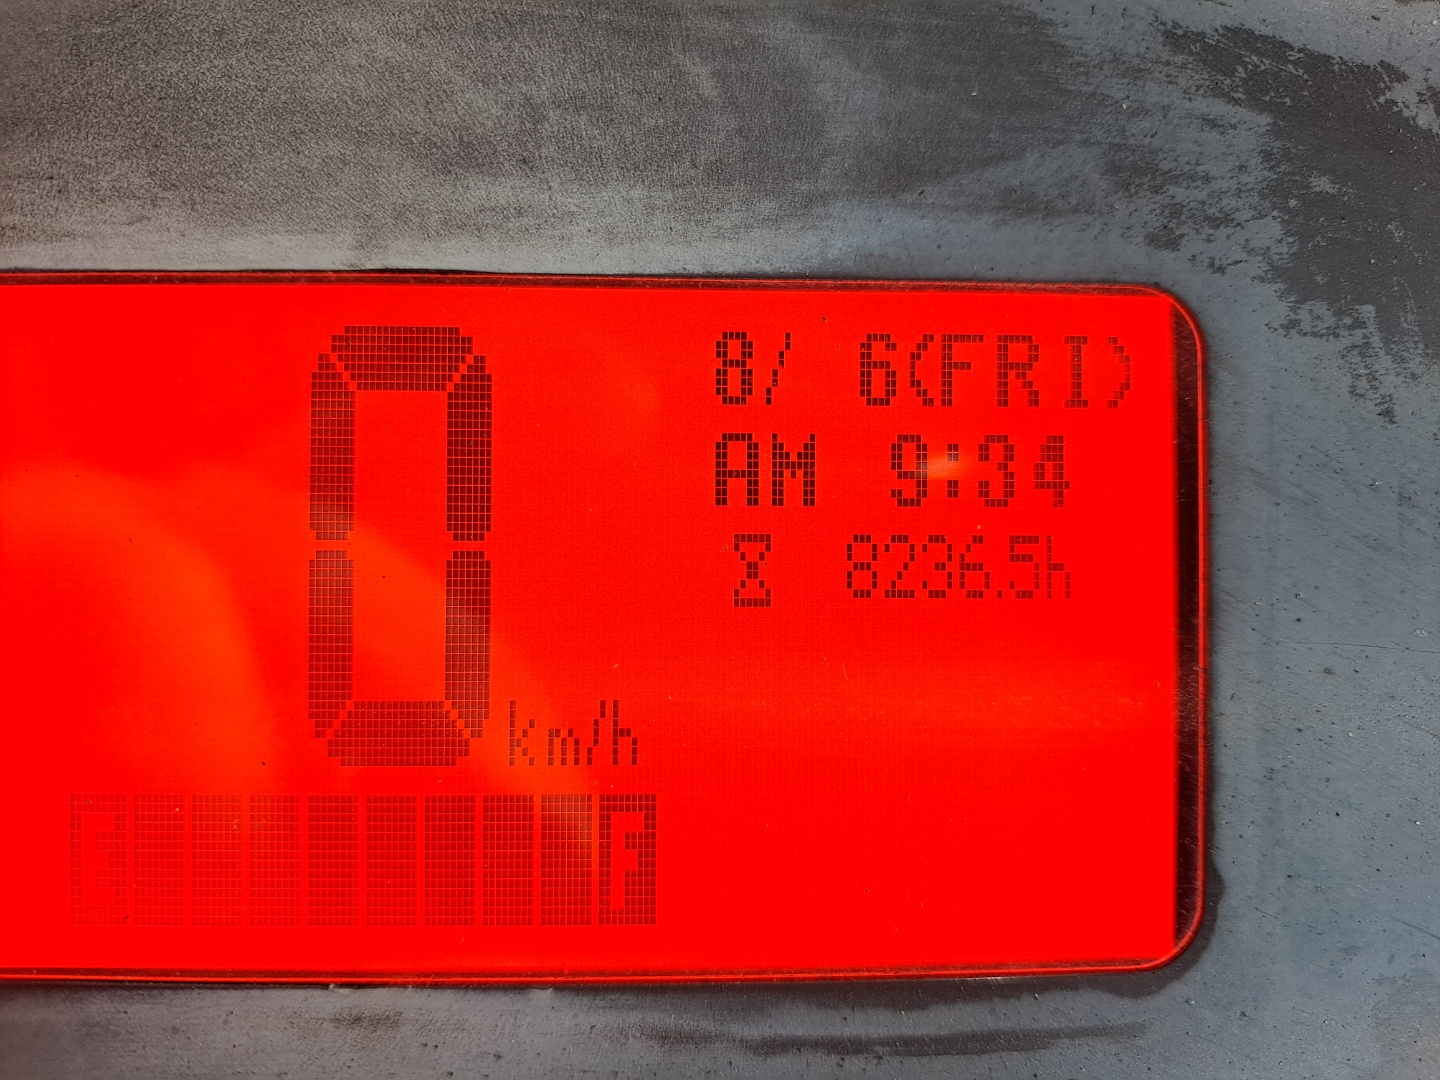 0 km/h
8/ 6(FRI)
AM 9:34
8236.5h
E F